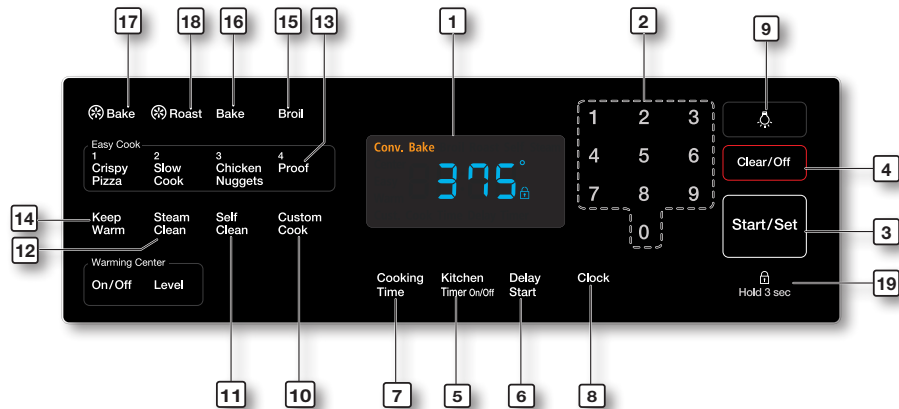 17
18
16
15
13
1
2
9
Bake
Roast
Bake
Broil
Easy Cook
1
Crispy
Pizza
2
Slow
Cook
3
Chicken
Nuggets
4
Proof
Conv. Bake
375°
1 2 3
4 5 6
7 8 9
0
Clear/Off
4
Start/Set
3
Hold 3 sec
19
14
Keep
Warm
Steam
Clean
Self
Clean
Custom
Cook
12
Warming Center
On/Off
Level
Cooking
Time
Kitchen
Timer On/Off
Delay
Start
Clock
11
10
7
5
6
8